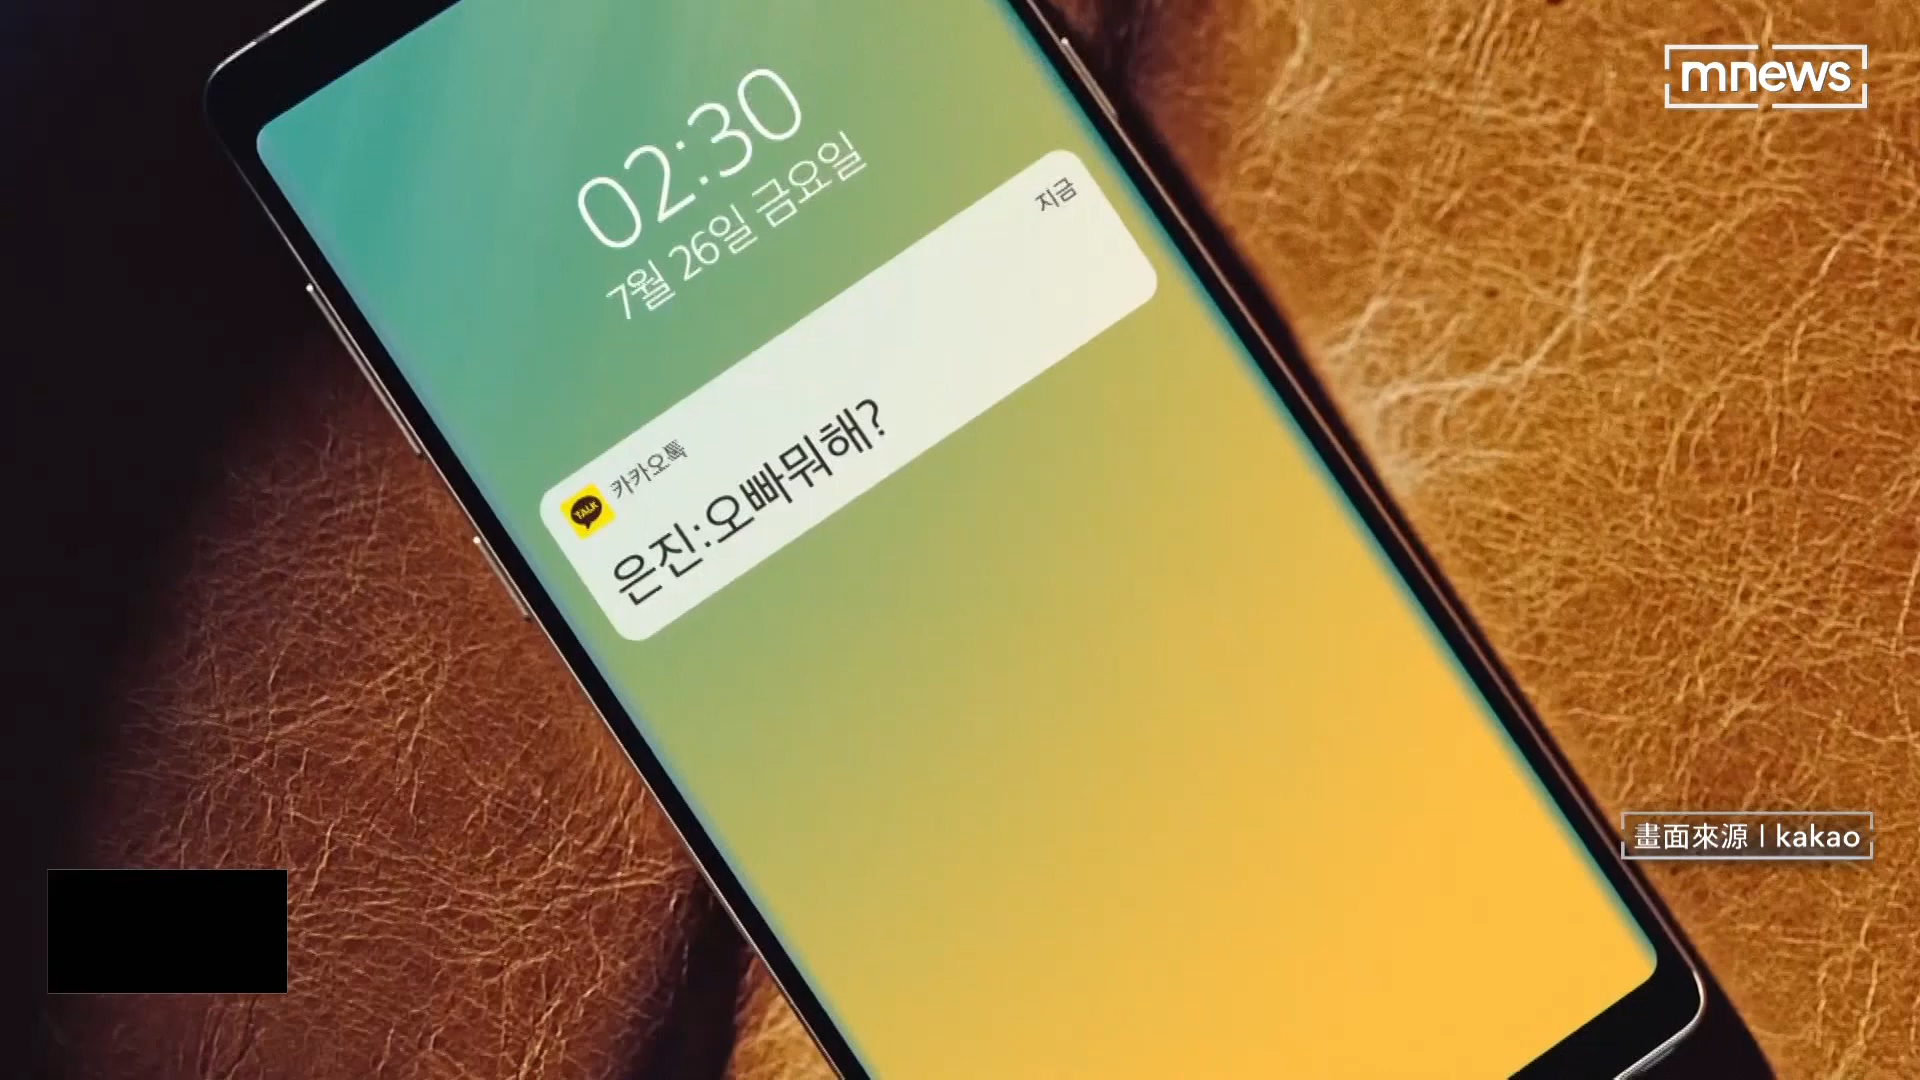 mnews
02:30
7월 26일 금요일
지금
TALK
카카오톡
은진:오빠뭐해?
畫面來源 | kakao